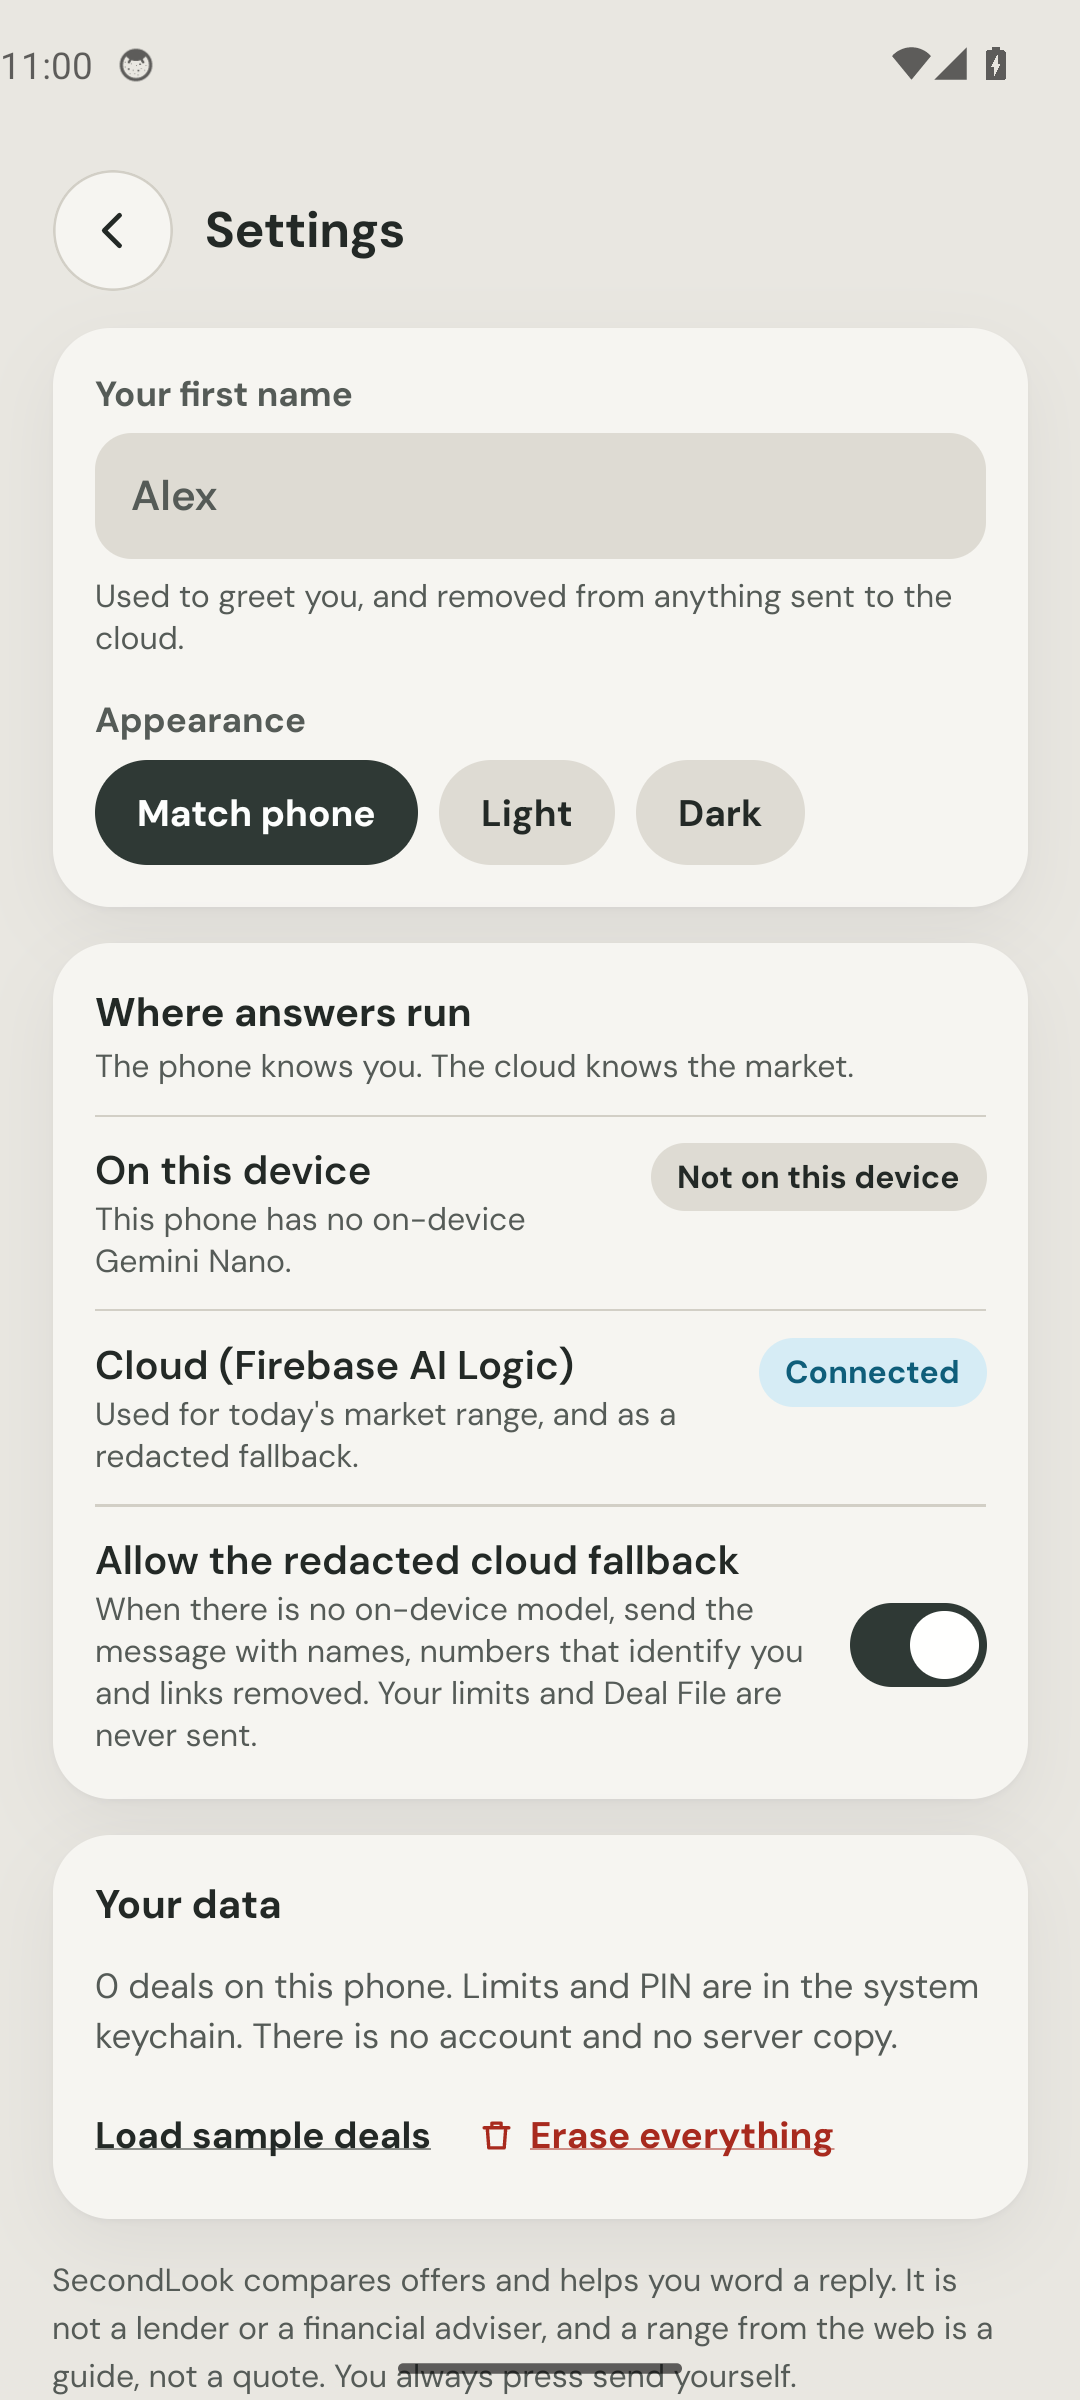 11:00
Settings
Your first name
Alex
Used to greet you, and removed from anything sent to the
cloud.
Appearance
Match phone
Light
Dark
Where answers run
The phone knows you. The cloud knows the market.
On this device
Not on this device
This phone has no on-device
Gemini Nano.
Cloud (Firebase AI Logic)
Connected
Used for today's market range, and as a
redacted fallback.
Allow the redacted cloud fallback
When there is no on-device model, send the
message with names, numbers that identify you
and links removed. Your limits and Deal File are
never sent.
Your data
0 deals on this phone. Limits and PIN are in the system
keychain. There is no account and no server copy.
Load sample deals
Erase everything
SecondLook compares offers and helps you word a reply. It is
not a lender or a financial adviser, and a range from the web is a
guide, not a quote. You always press send yourself.